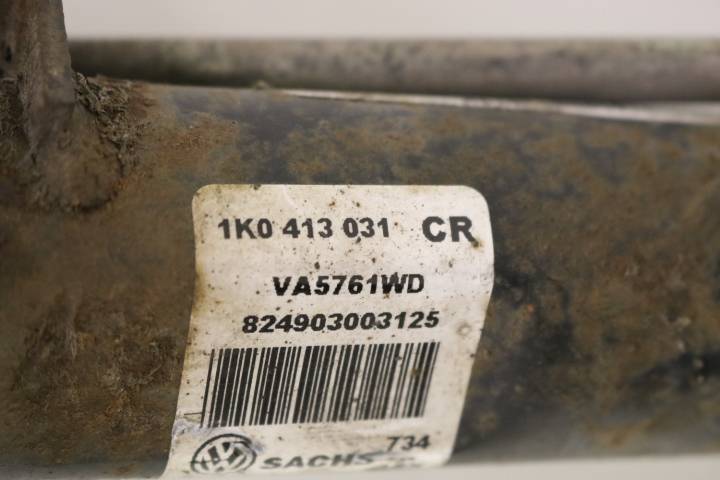 1K0 413 031 CR
VA5761WD
824903003125
734
SACHS